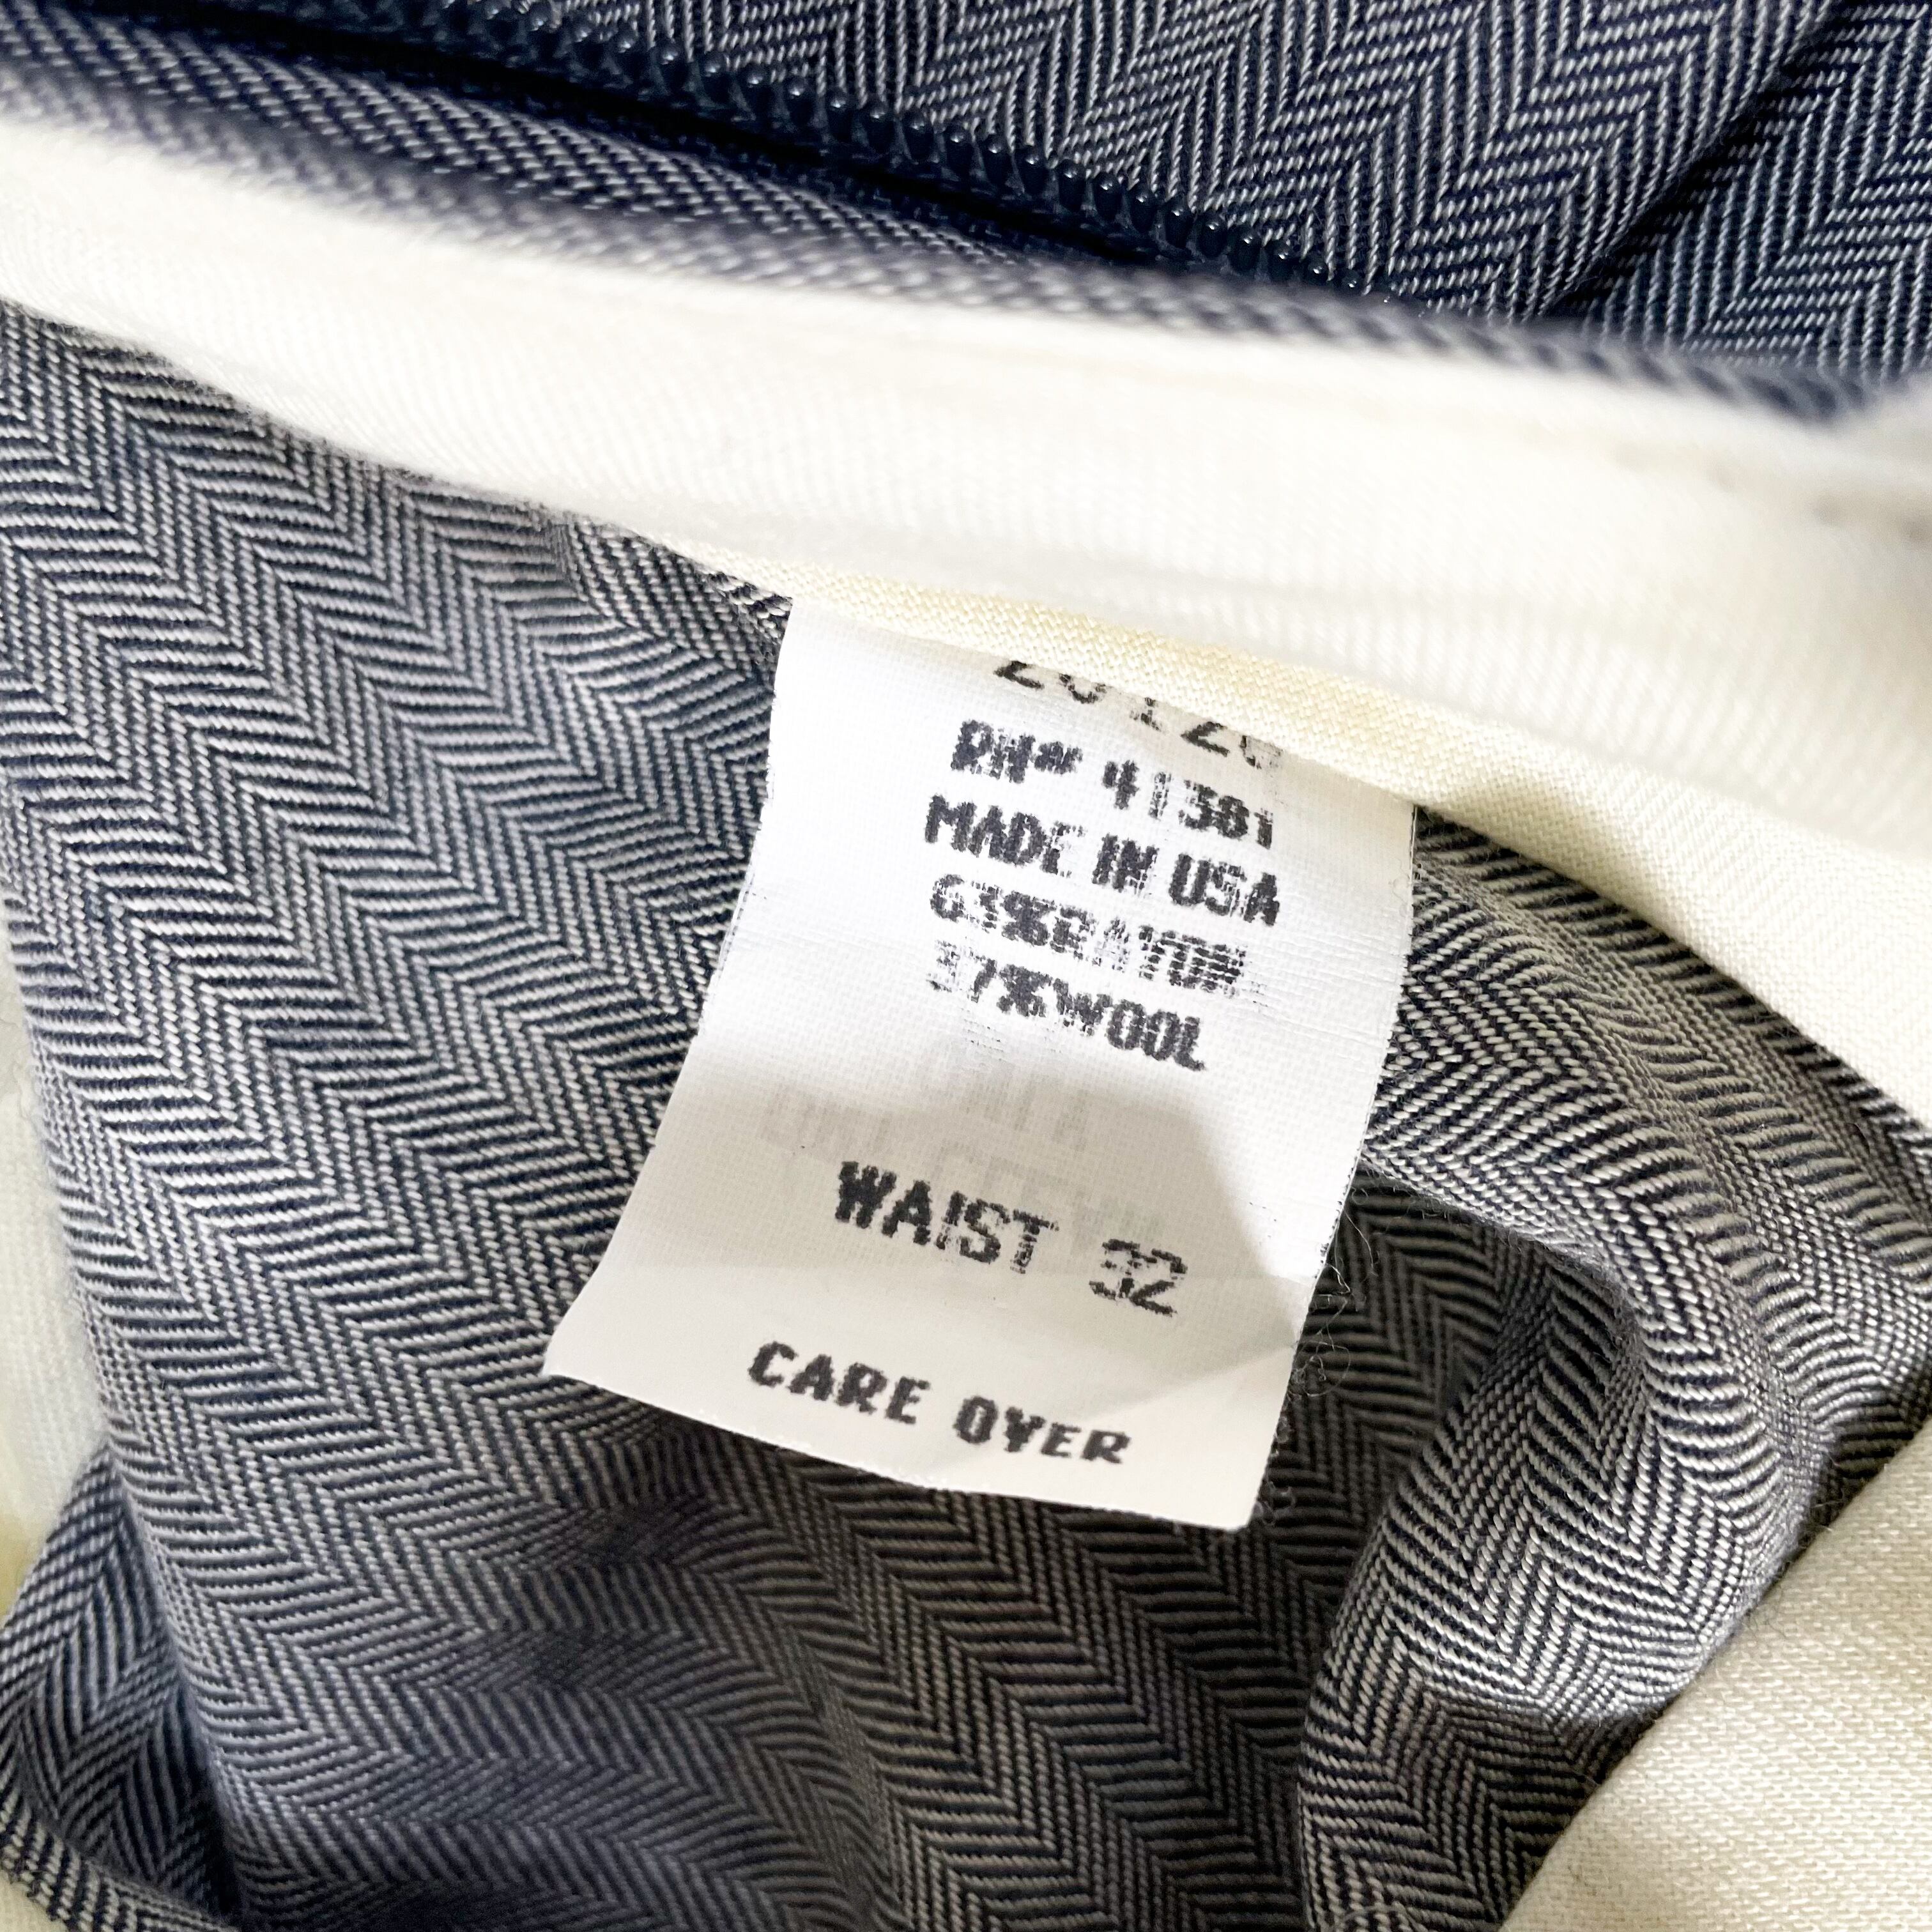 RN# 41381
MADE IN USA
63%RAYON
37%WOOL
WAIST 32
CARE OVER